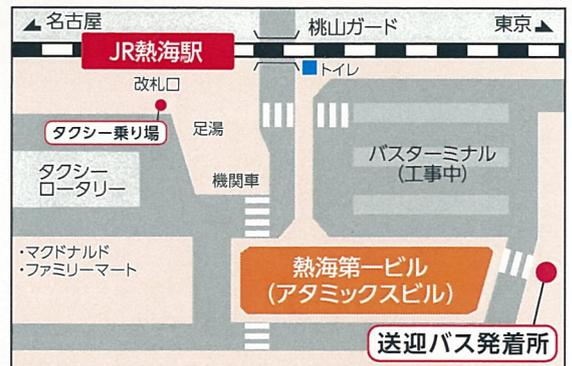 名古屋
桃山ガード
東京
JR熱海駅
トイレ
改札口
タクシー乗り場
足湯
タクシー
ロータリー
機関車
バスターミナル
(工事中)
・マクドナルド
・ファミリーマート
熱海第一ビル
(アタミックスビル)
送迎バス発着所